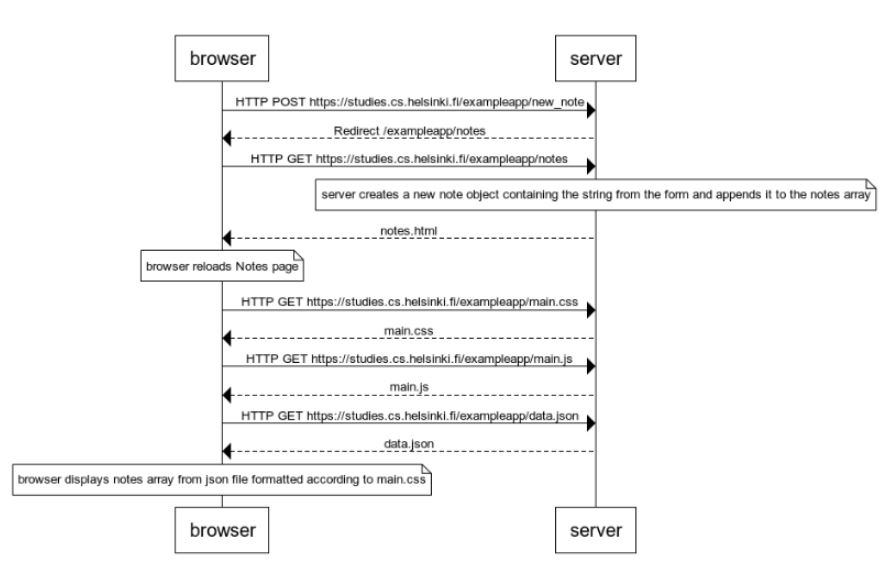 browser server
HTTP POST https://studies.cs.helsinki.fi/exampleapp/new_note
Redirect /exampleapp/notes
HTTP GET https://studies.cs.helsinki.fi/exampleapp/notes
server creates a new note object containing the string from the form and appends it to the notes array
notes.html
browser reloads Notes page
HTTP GET https://studies.cs.helsinki.fi/exampleapp/main.css
main.css
HTTP GET https://studies.cs.helsinki.fi/exampleapp/main.js
main.js
HTTP GET https://studies.cs.helsinki.fi/exampleapp/data.json
data.json
browser displays notes array from json file formatted according to main.css
browser server